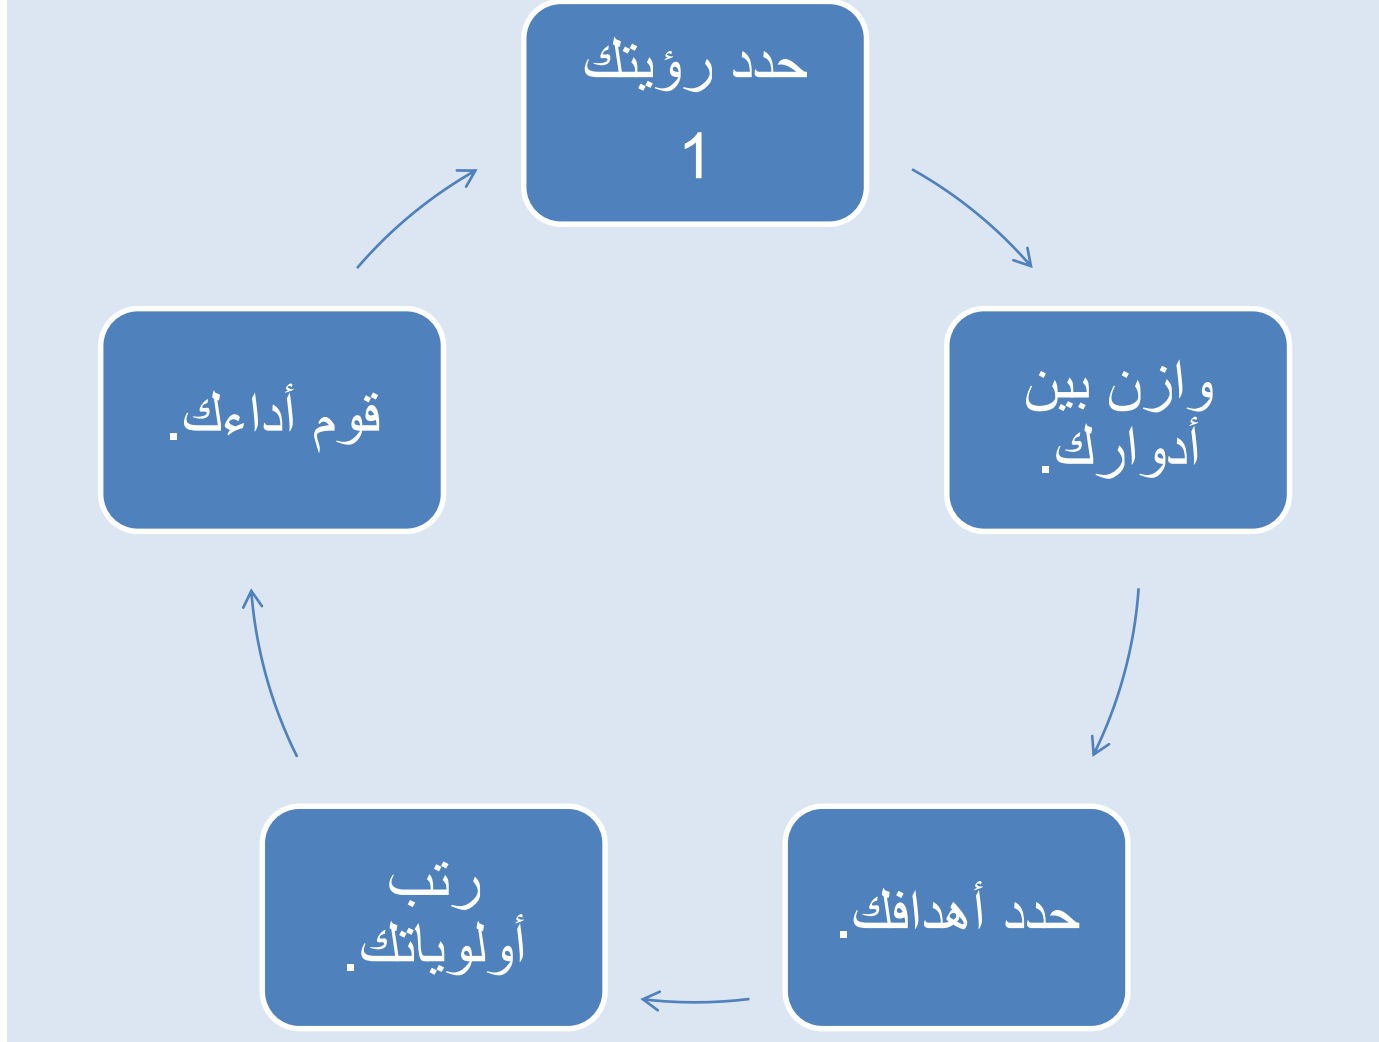 حدد رؤيتك
1
وازن بين
أدوارك.
حدد أهدافك.
رتب
أولوياتك.
قوم أداءك.